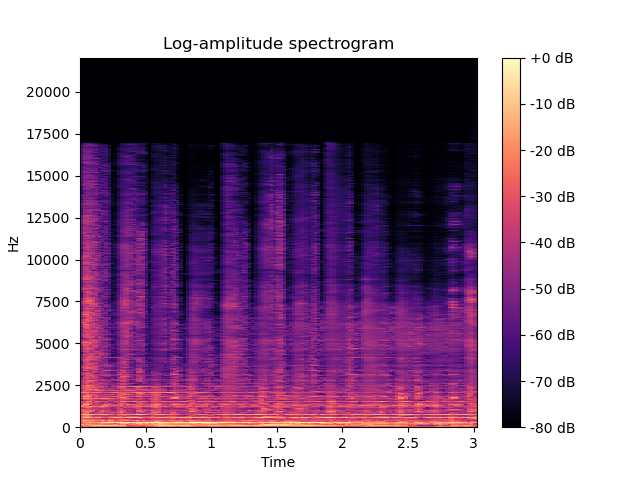 Log-amplitude spectrogram
20000
17500
15000
12500
10000
7500
5000
2500
0
Hz
0 0.5 1 1.5 2 2.5 3
Time
+0 dB
-10 dB
-20 dB
-30 dB
-40 dB
-50 dB
-60 dB
-70 dB
-80 dB